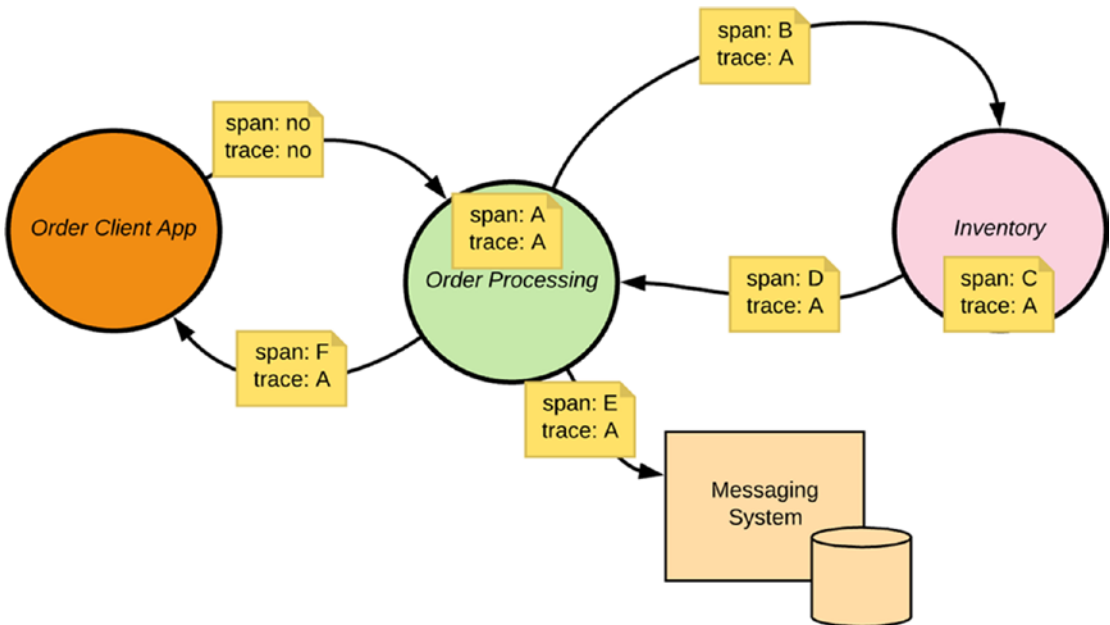 span: B
trace: A
span: no
trace: no
Order Client App
span: A
trace: A
Order Processing
Inventory
span: D
trace: A
span: C
trace: A
span: F
trace: A
span: E
trace: A
Messaging
System